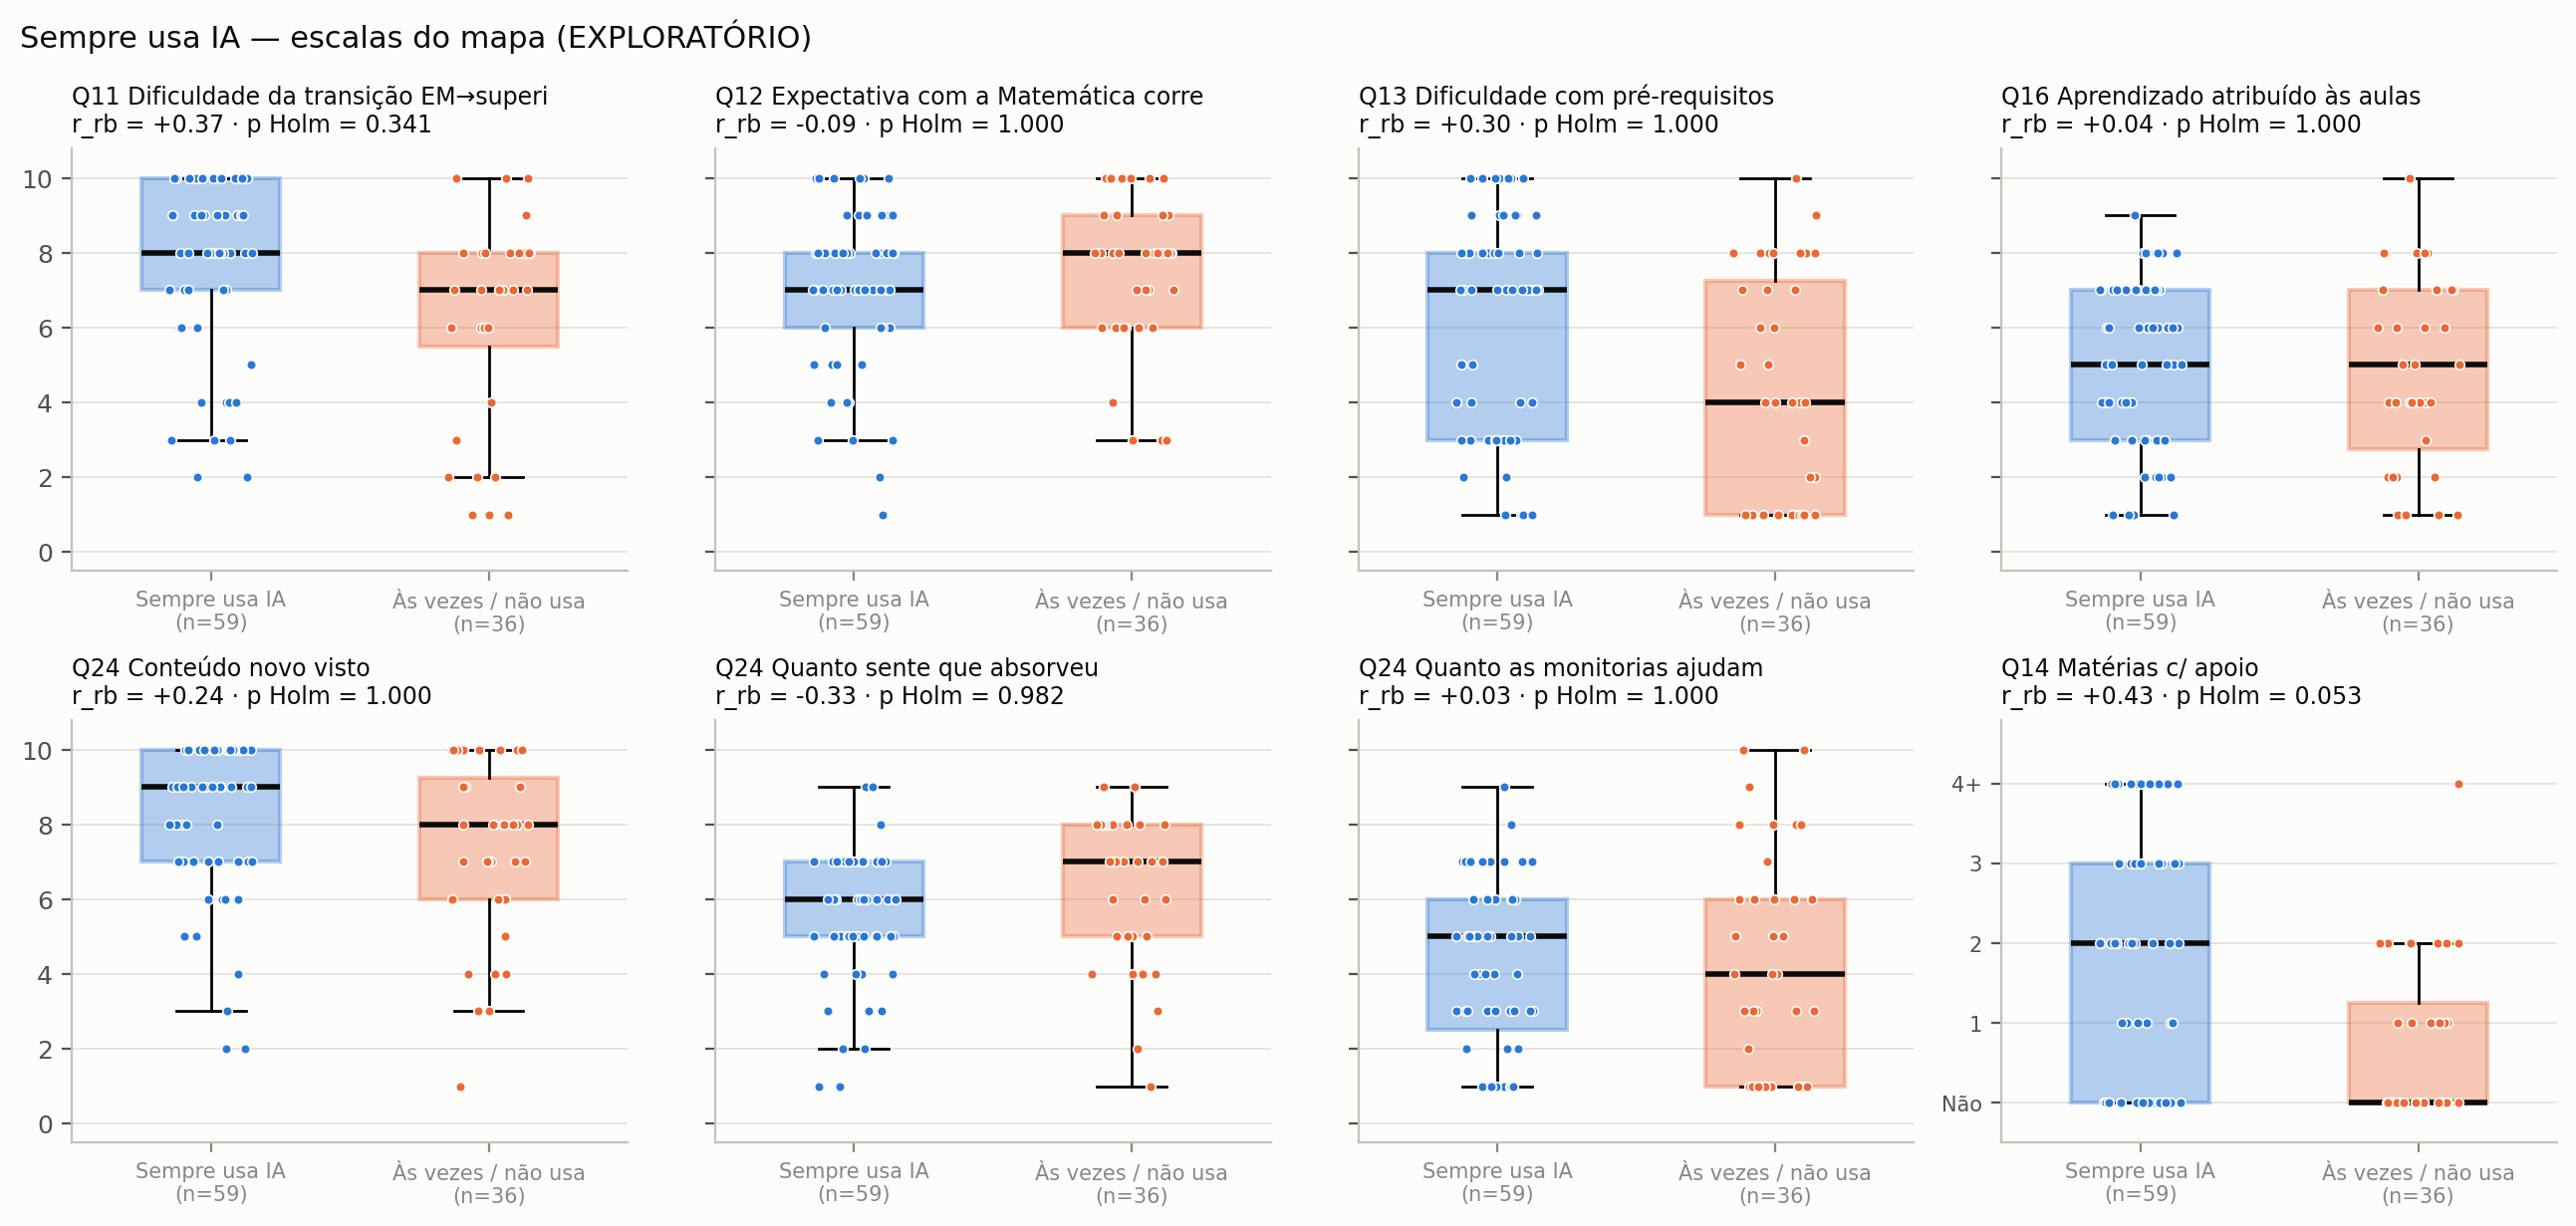 Sempre usa IA — escalas do mapa (EXPLORATÓRIO)
Q11 Dificuldade da transição EM→superi
r_rb = +0.37 · p Holm = 0.341
Q12 Expectativa com a Matemática corre
r_rb = -0.09 · p Holm = 1.000
Q13 Dificuldade com pré-requisitos
r_rb = +0.30 · p Holm = 1.000
Q16 Aprendizado atribuído às aulas
r_rb = +0.04 · p Holm = 1.000
10
8
6
4
2
0
Sempre usa IA
(n=59)
Às vezes / não usa
(n=36)
Sempre usa IA
(n=59)
Às vezes / não usa
(n=36)
Sempre usa IA
(n=59)
Às vezes / não usa
(n=36)
Sempre usa IA
(n=59)
Às vezes / não usa
(n=36)
Q24 Conteúdo novo visto
r_rb = +0.24 · p Holm = 1.000
Q24 Quanto sente que absorveu
r_rb = -0.33 · p Holm = 0.982
Q24 Quanto as monitorias ajudam
r_rb = +0.03 · p Holm = 1.000
Q14 Matérias c/ apoio
r_rb = +0.43 · p Holm = 0.053
10
8
6
4
2
0
4+
3
2
1
Não
Sempre usa IA
(n=59)
Às vezes / não usa
(n=36)
Sempre usa IA
(n=59)
Às vezes / não usa
(n=36)
Sempre usa IA
(n=59)
Às vezes / não usa
(n=36)
Sempre usa IA
(n=59)
Às vezes / não usa
(n=36)